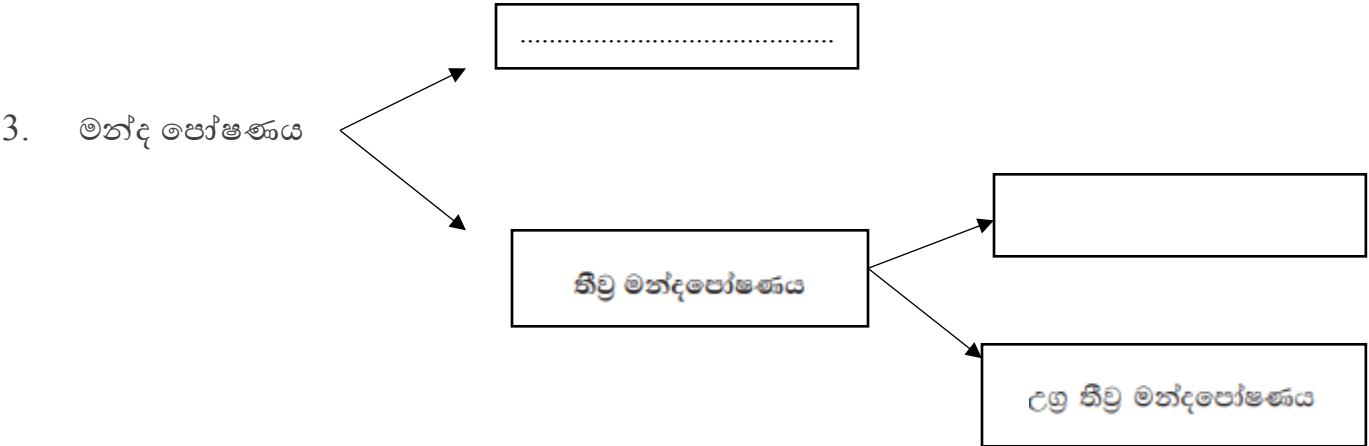 .......................................
3. මන්ද පෝෂණය
තීව්‍ර මන්දපෝෂණය
උග්‍ර තීව්‍ර මන්දපෝෂණය